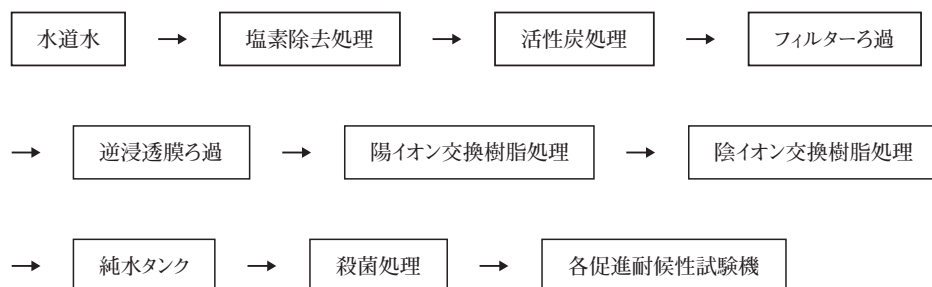 水道水 → 塩素除去処理 → 活性炭処理 → フィルターろ過
→ 逆浸透膜ろ過 → 陽イオン交換樹脂処理 → 陰イオン交換樹脂処理
→ 純水タンク → 殺菌処理 → 各促進耐候性試験機